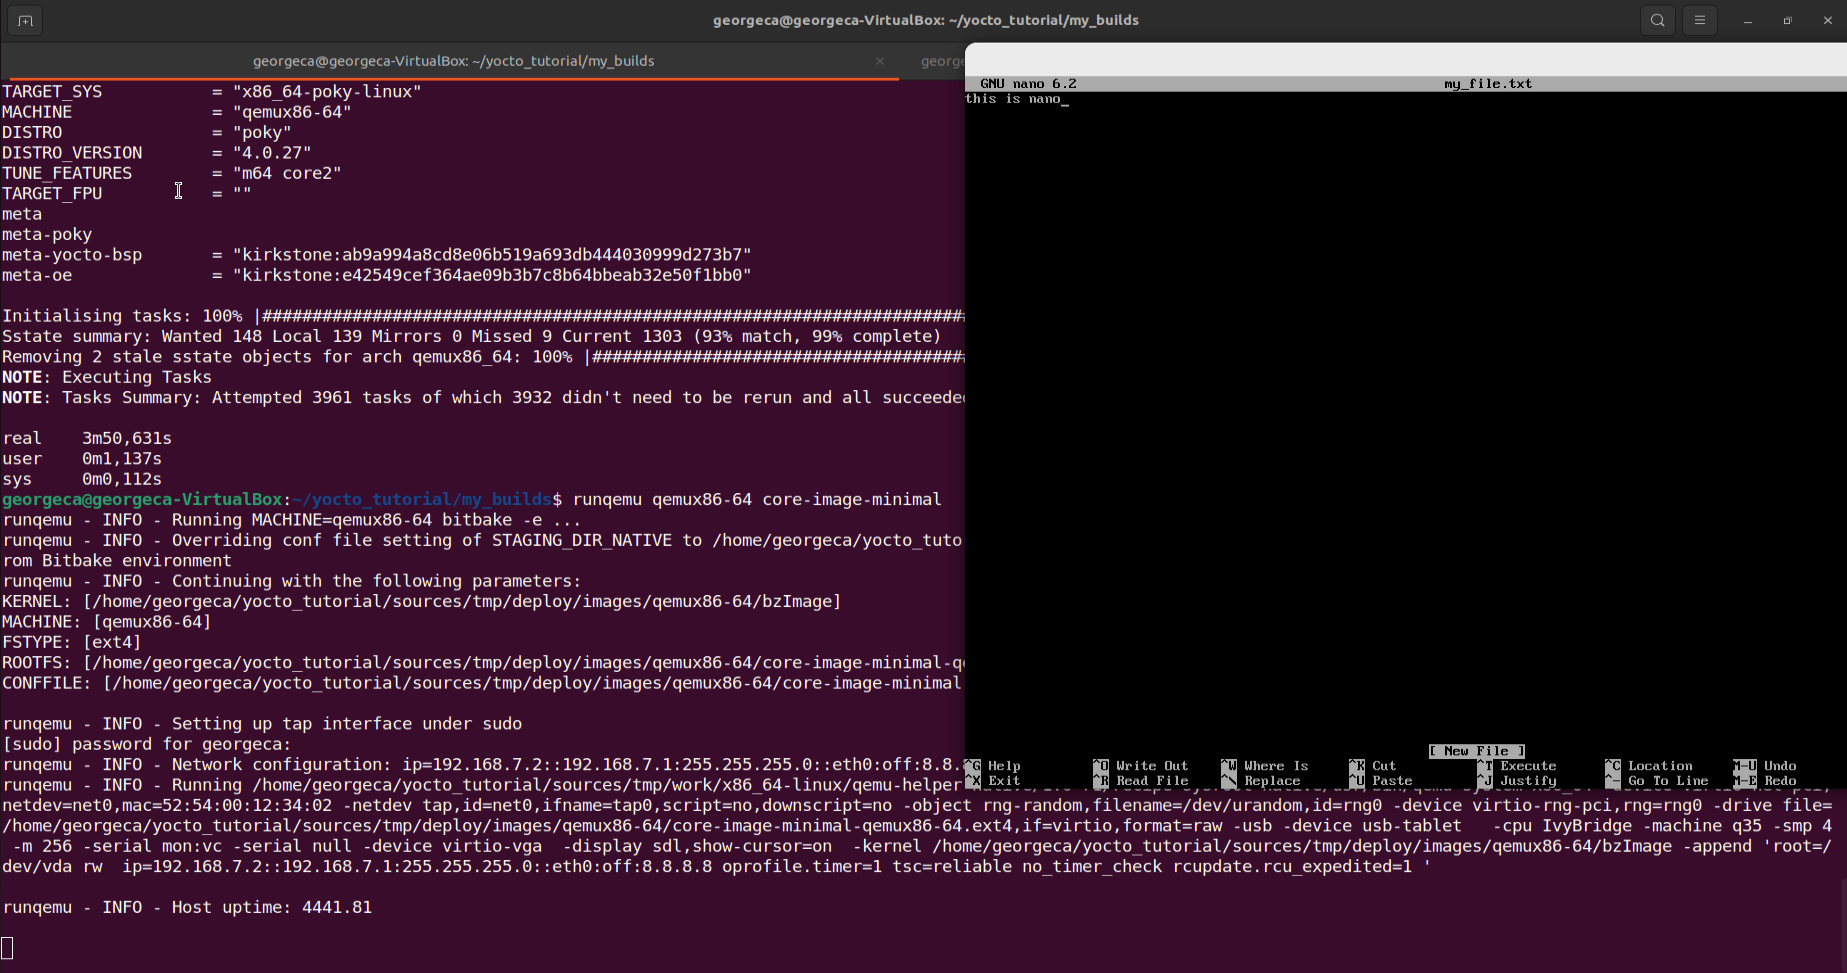 georgeca@georgeca-VirtualBox: ~/yocto_tutorial/my_builds
georgeca@georgeca-VirtualBox: ~/yocto_tutorial/my_builds
TARGET_SYS           = "x86_64-poky-linux"
MACHINE              = "qemux86-64"
DISTRO               = "poky"
DISTRO_VERSION       = "4.0.27"
TUNE_FEATURES        = "m64 core2"
TARGET_FPU           = ""
meta
meta-poky
meta-yocto-bsp       = "kirkstone:ab9a994a8cd8e06b519a693db444030999d273b7"
meta-oe              = "kirkstone:e42549cef364ae09b3b7c8b64bbeab32e50f1bb0"
Initialising tasks: 100% |######################################################################
Sstate summary: Wanted 148 Local 139 Mirrors 0 Missed 9 Current 1303 (93% match, 99% complete)
Removing 2 stale sstate objects for arch qemux86_64: 100% |#####################################
NOTE: Executing Tasks
NOTE: Tasks Summary: Attempted 3961 tasks of which 3932 didn't need to be rerun and all succeede
real    3m50,631s
user    0m1,137s
sys     0m0,112s
georgeca@georgeca-VirtualBox:~/yocto_tutorial/my_builds$ runqemu qemux86-64 core-image-minimal
runqemu - INFO - Running MACHINE=qemux86-64 bitbake -e ...
runqemu - INFO - Overriding conf file setting of STAGING_DIR_NATIVE to /home/georgeca/yocto_tuto
rom Bitbake environment
runqemu - INFO - Continuing with the following parameters:
KERNEL: [/home/georgeca/yocto_tutorial/sources/tmp/deploy/images/qemux86-64/bzImage]
MACHINE: [qemux86-64]
FSTYPE: [ext4]
ROOTFS: [/home/georgeca/yocto_tutorial/sources/tmp/deploy/images/qemux86-64/core-image-minimal-q
CONFFILE: [/home/georgeca/yocto_tutorial/sources/tmp/deploy/images/qemux86-64/core-image-minimal
runqemu - INFO - Setting up tap interface under sudo
[sudo] password for georgeca:
runqemu - INFO - Network configuration: ip=192.168.7.2::192.168.7.1:255.255.255.0::eth0:off:8.8.
runqemu - INFO - Running /home/georgeca/yocto_tutorial/sources/tmp/work/x86_64-linux/qemu-helper
netdev=net0,mac=52:54:00:12:34:02 -netdev tap,id=net0,ifname=tap0,script=no,downscript=no -object rng-random,filename=/dev/urandom,id=rng0 -device virtio-rng-pci,rng=rng0 -drive file=
/home/georgeca/yocto_tutorial/sources/tmp/deploy/images/qemux86-64/core-image-minimal-qemux86-64.ext4,if=virtio,format=raw -usb -device usb-tablet   -cpu IvyBridge -machine q35 -smp 4
-m 256 -serial mon:vc -serial null -device virtio-vga  -display sdl,show-cursor=on  -kernel /home/georgeca/yocto_tutorial/sources/tmp/deploy/images/qemux86-64/bzImage -append 'root=/
dev/vda rw  ip=192.168.7.2::192.168.7.1:255.255.255.0::eth0:off:8.8.8.8 oprofile.timer=1 tsc=reliable no_timer_check rcupdate.rcu_expedited=1 '
runqemu - INFO - Host uptime: 4441.81
george
GNU nano 6.2 my_file.txt
this is nano_
[ New File ]
^G Help ^O Write Out ^W Where Is ^K Cut ^T Execute ^C Location M-U Undo
^X Exit ^R Read File ^\ Replace ^U Paste ^J Justify ^_ Go To Line M-E Redo